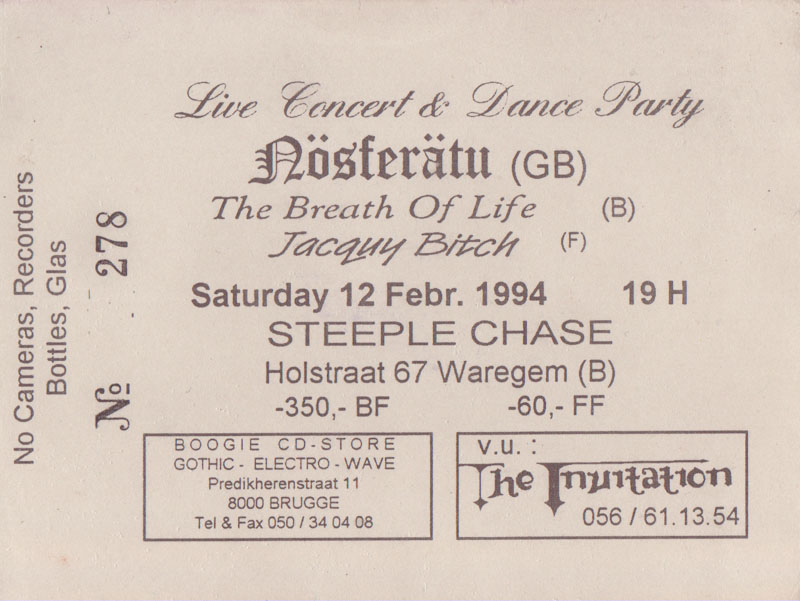 Live Concert & Dance Party
Nösferätu (GB)
The Breath Of Life (B)
Jacquy Bitch (F)
Saturday 12 Febr. 1994 19 H
STEEPLE CHASE
Holstraat 67 Waregem (B)
-350,- BF -60,- FF
BOOGIE CD-STORE
GOTHIC - ELECTRO - WAVE
Predikherenstraat 11
8000 BRUGGE
Tel & Fax 050 / 34 04 08
v.u. :
The Invitation
056 / 61.13.54
No Cameras, Recorders
Bottles, Glas
№ 278